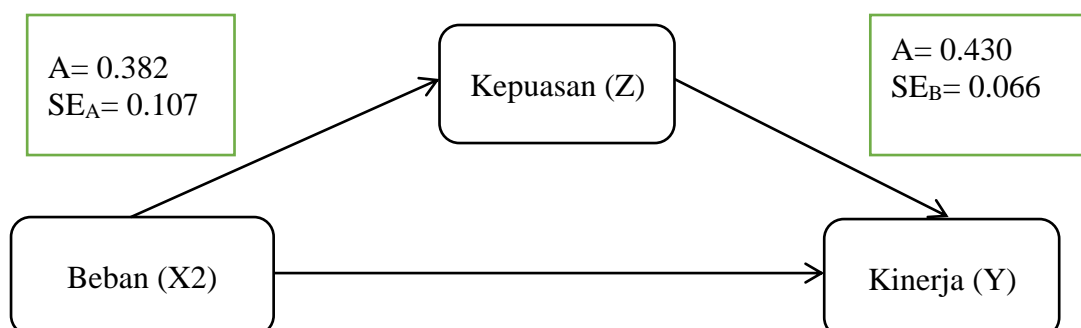 A= 0.382
SEA= 0.107
Kepuasan (Z)
A= 0.430
SEB= 0.066
Beban (X2)
Kinerja (Y)